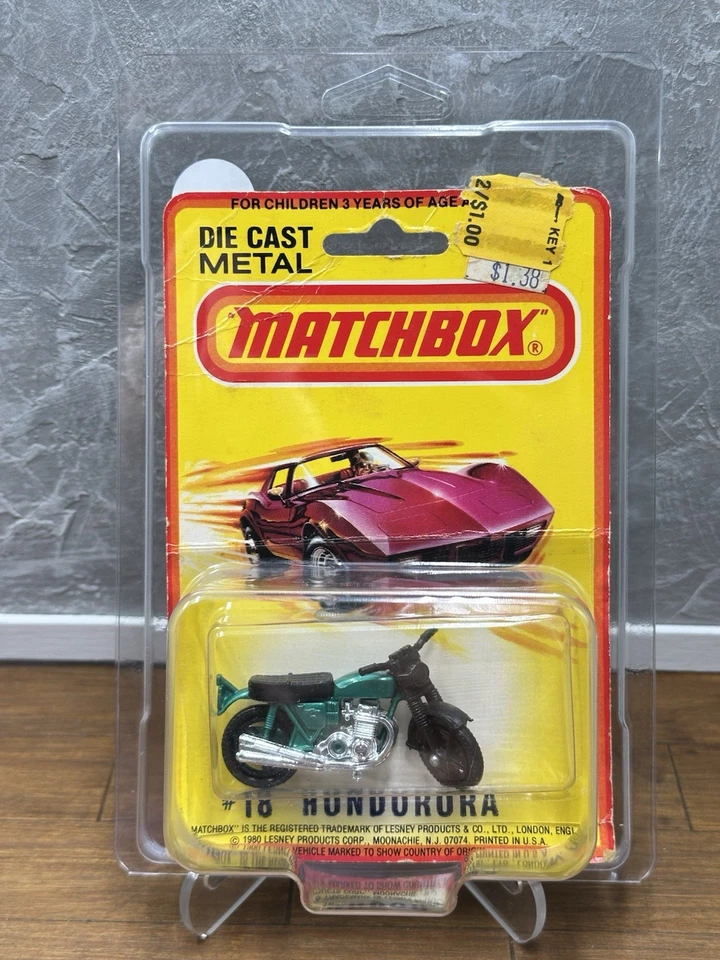 FOR CHILDREN 3 YEARS OF AGE
2/$1.00
KEY 1
$1.38
DIE CAST
METAL
"MATCHBOX"®
# 18 HONDARORA
"MATCHBOX" IS THE REGISTERED TRADEMARK OF LESNEY PRODUCTS & CO., LTD., LONDON, ENGL
© 1980 LESNEY PRODUCTS CORP., MOONACHIE, N.J. 07074. PRINTED IN U.S.A.
VEHICLE MARKED TO SHOW COUNTRY OF ORIGI